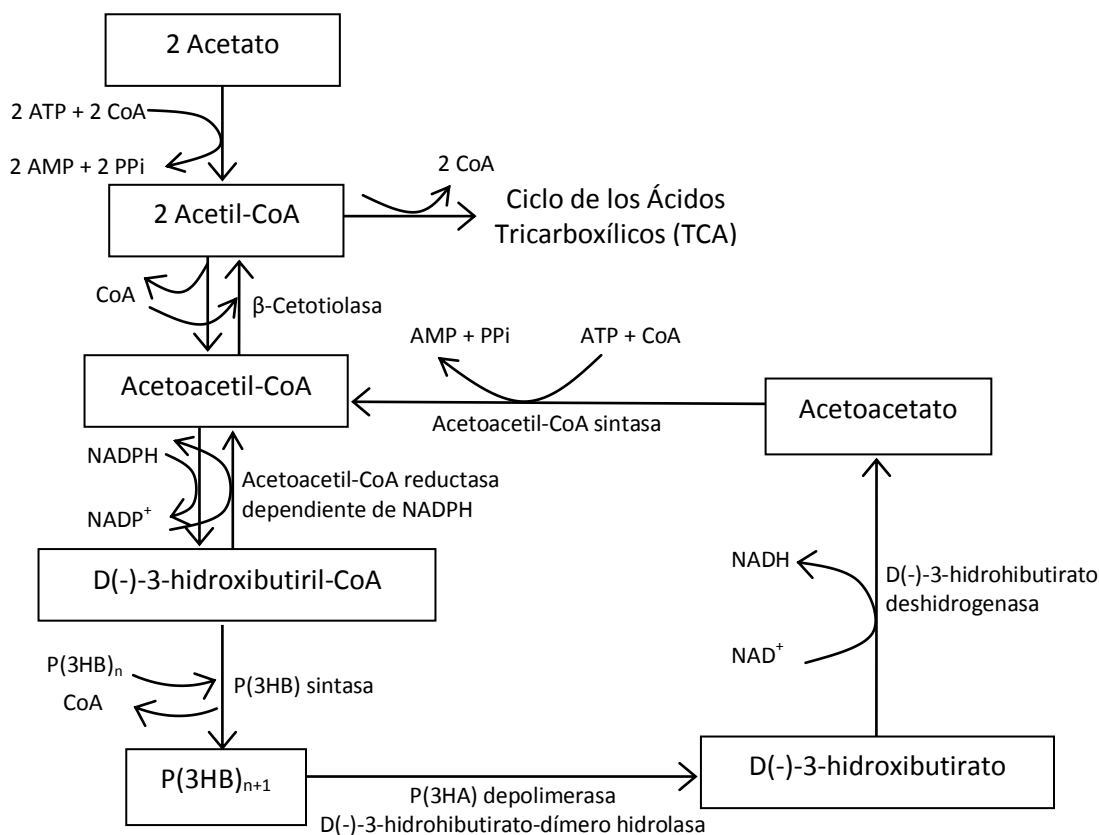 2 Acetato
2 ATP + 2 CoA
2 AMP + 2 PPi
2 CoA
2 Acetil-CoA
Ciclo de los Ácidos
Tricarboxílicos (TCA)
CoA
β-Cetotiolasa
AMP + PPi
ATP + CoA
Acetoacetil-CoA
Acetoacetato
Acetoacetil-CoA sintasa
NADPH
Acetoacetil-CoA reductasa
dependiente de NADPH
NADP⁺
D(-)-3-hidroxibutiril-CoA
NADH
D(-)-3-hidrohibutirato
deshidrogenasa
NAD⁺
P(3HB)ₙ
P(3HB) sintasa
CoA
P(3HB)ₙ₊₁
D(-)-3-hidroxibutirato
P(3HA) depolimerasa
D(-)-3-hidrohibutirato-dímero hidrolasa